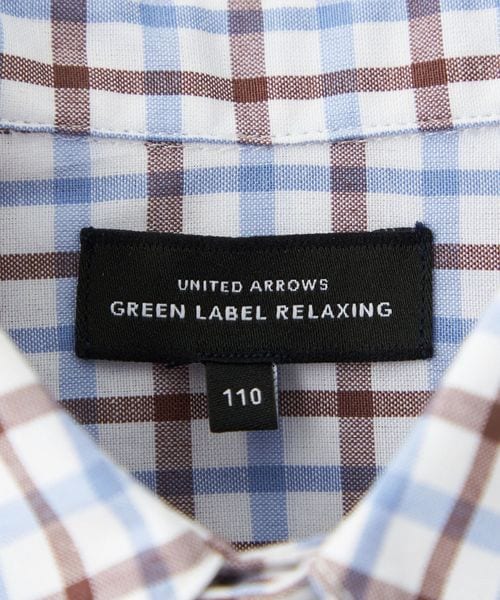 UNITED ARROWS
GREEN LABEL RELAXING
110